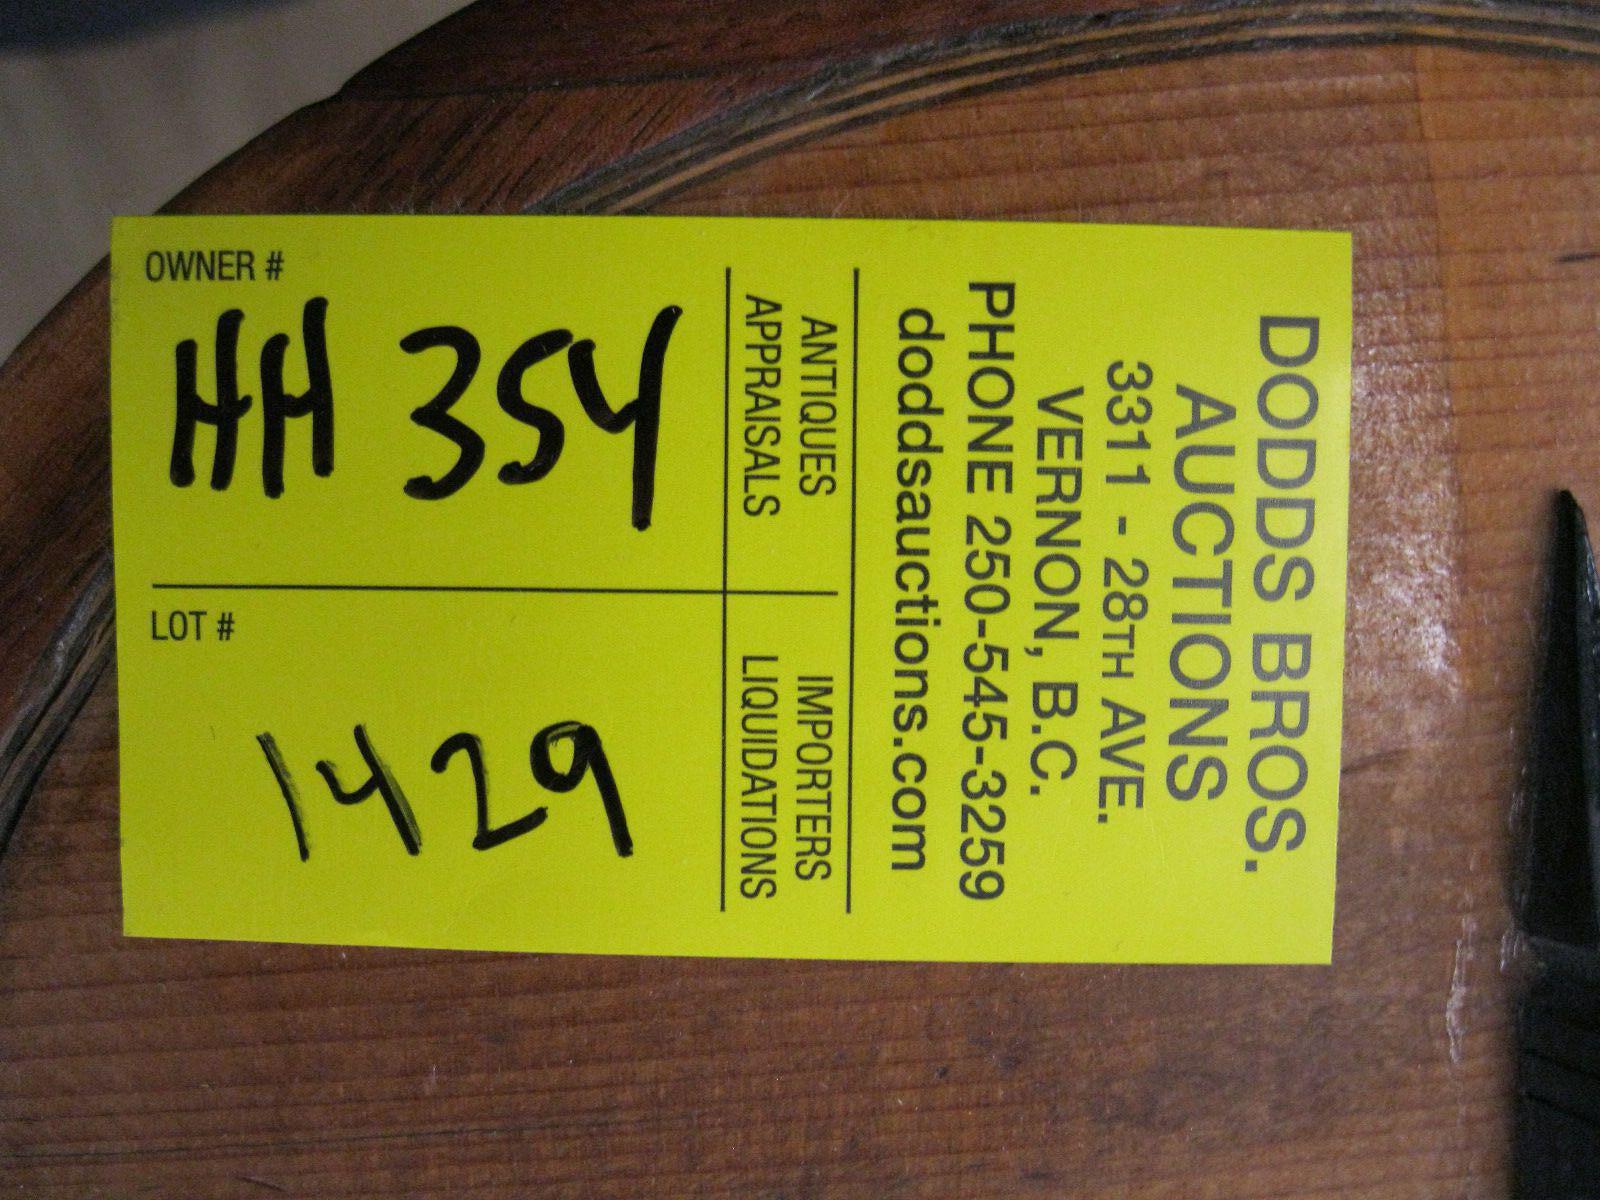 DODDS BROS.
AUCTIONS
3311 - 28TH AVE.
VERNON, B.C.
PHONE 250-545-3259
doddsauctions.com
ANTIQUES
APPRAISALS
IMPORTERS
LIQUIDATIONS
OWNER #
HH 354
LOT #
1429